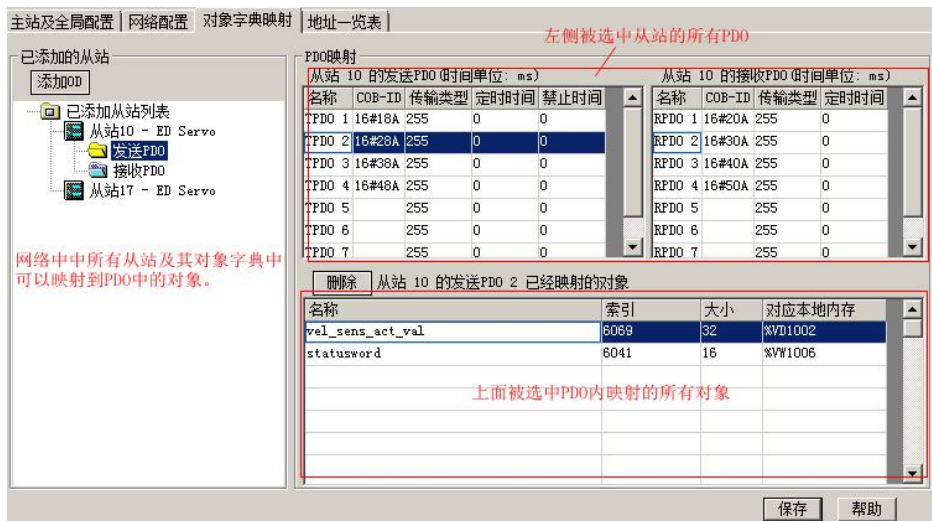 主站及全局配置 网络配置 对象字典映射 地址一览表
左侧被选中从站的所有PDO
已添加的从站
添加OD
已添加从站列表
从站10 - ED Servo
发送PDO
接收PDO
从站17 - ED Servo
网络中中所有从站及其对象字典中
可以映射到PDO中的对象。
PDO映射
从站 10 的发送PDO(时间单位: ms)
名称 COB-ID 传输类型 定时时间 禁止时间
TPDO 1 16#18A 255 0 0
TPDO 2 16#28A 255 0 0
TPDO 3 16#38A 255 0 0
TPDO 4 16#48A 255 0 0
TPDO 5 255 0 0
TPDO 6 255 0 0
TPDO 7 255 0 0
从站 10 的接收PDO(时间单位: ms)
名称 COB-ID 传输类型 定时时间
RPDO 1 16#20A 255 0
RPDO 2 16#30A 255 0
RPDO 3 16#40A 255 0
RPDO 4 16#50A 255 0
RPDO 5 255 0
RPDO 6 255 0
RPDO 7 255 0
删除 从站 10 的发送PDO 2 已经映射的对象
名称 索引 大小 对应本地内存
vel_sens_act_val 6069 32 %VD1002
statusword 6041 16 %VW1006
上面被选中PDO内映射的所有对象
保存 帮助